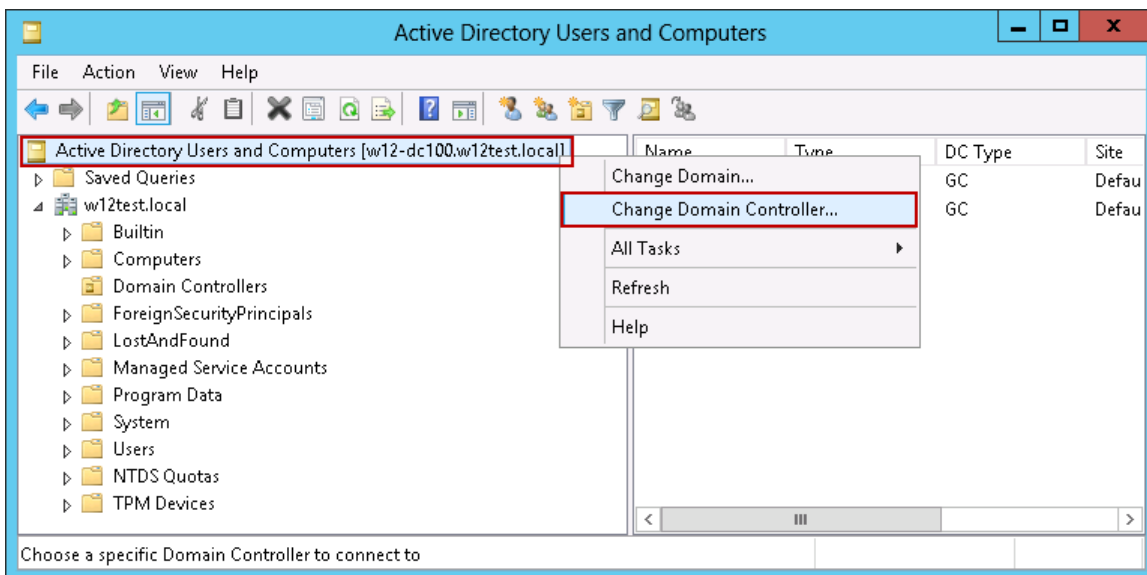 Active Directory Users and Computers
File Action View Help
Active Directory Users and Computers [w12-dc100.w12test.local]
Saved Queries
w12test.local
Builtin
Computers
Domain Controllers
ForeignSecurityPrincipals
LostAndFound
Managed Service Accounts
Program Data
System
Users
NTDS Quotas
TPM Devices
Name Type DC Type Site
GC Defau
GC Defau
Change Domain...
Change Domain Controller...
All Tasks
Refresh
Help
Choose a specific Domain Controller to connect to